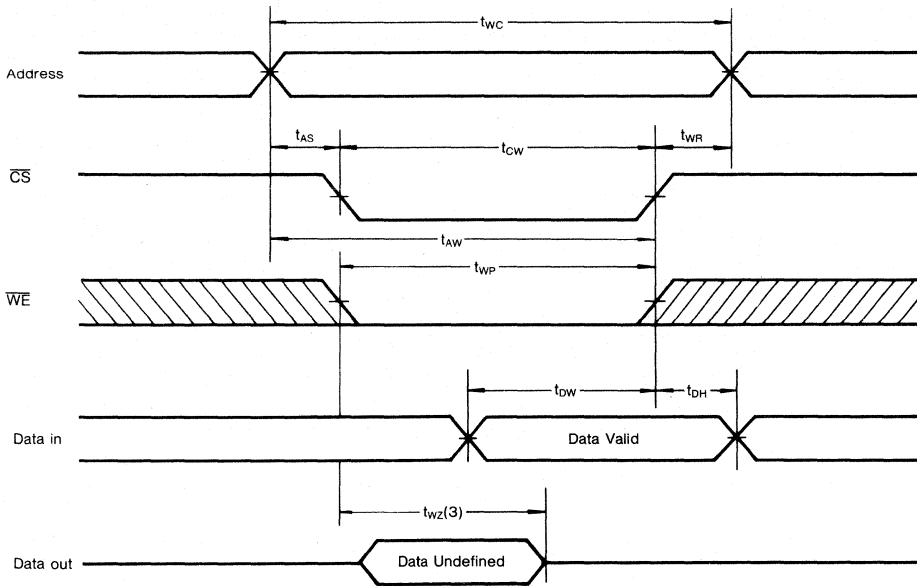 tWC
Address
tAS
tCW
tWR
CS
tAW
tWP
WE
tDW
tDH
Data in
Data Valid
tWZ(3)
Data out
Data Undefined